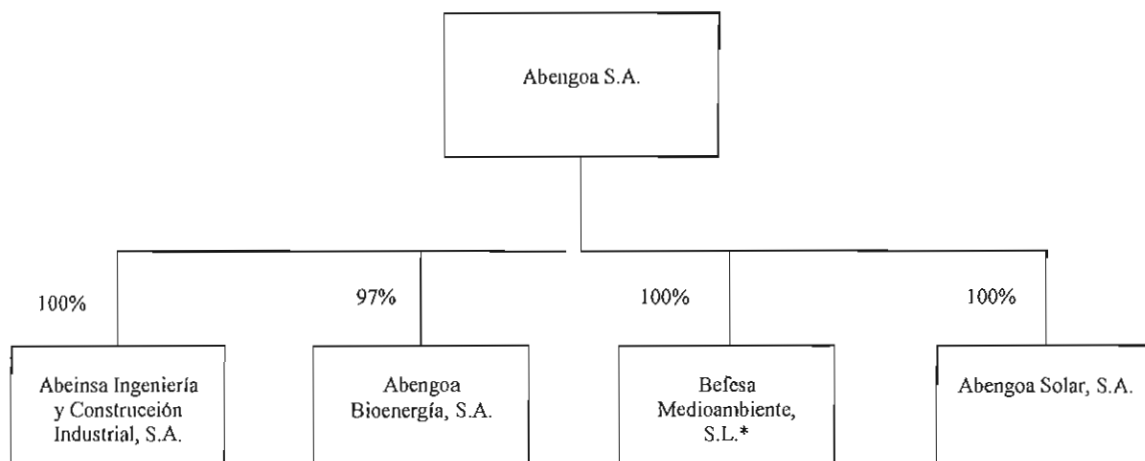 Abengoa S.A.
100%
97%
100%
100%
Abeinsa Ingeniería
y Construcción
Industrial, S.A.
Abengoa
Bioenergía, S.A.
Befesa
Medioambiente,
S.L.*
Abengoa Solar, S.A.